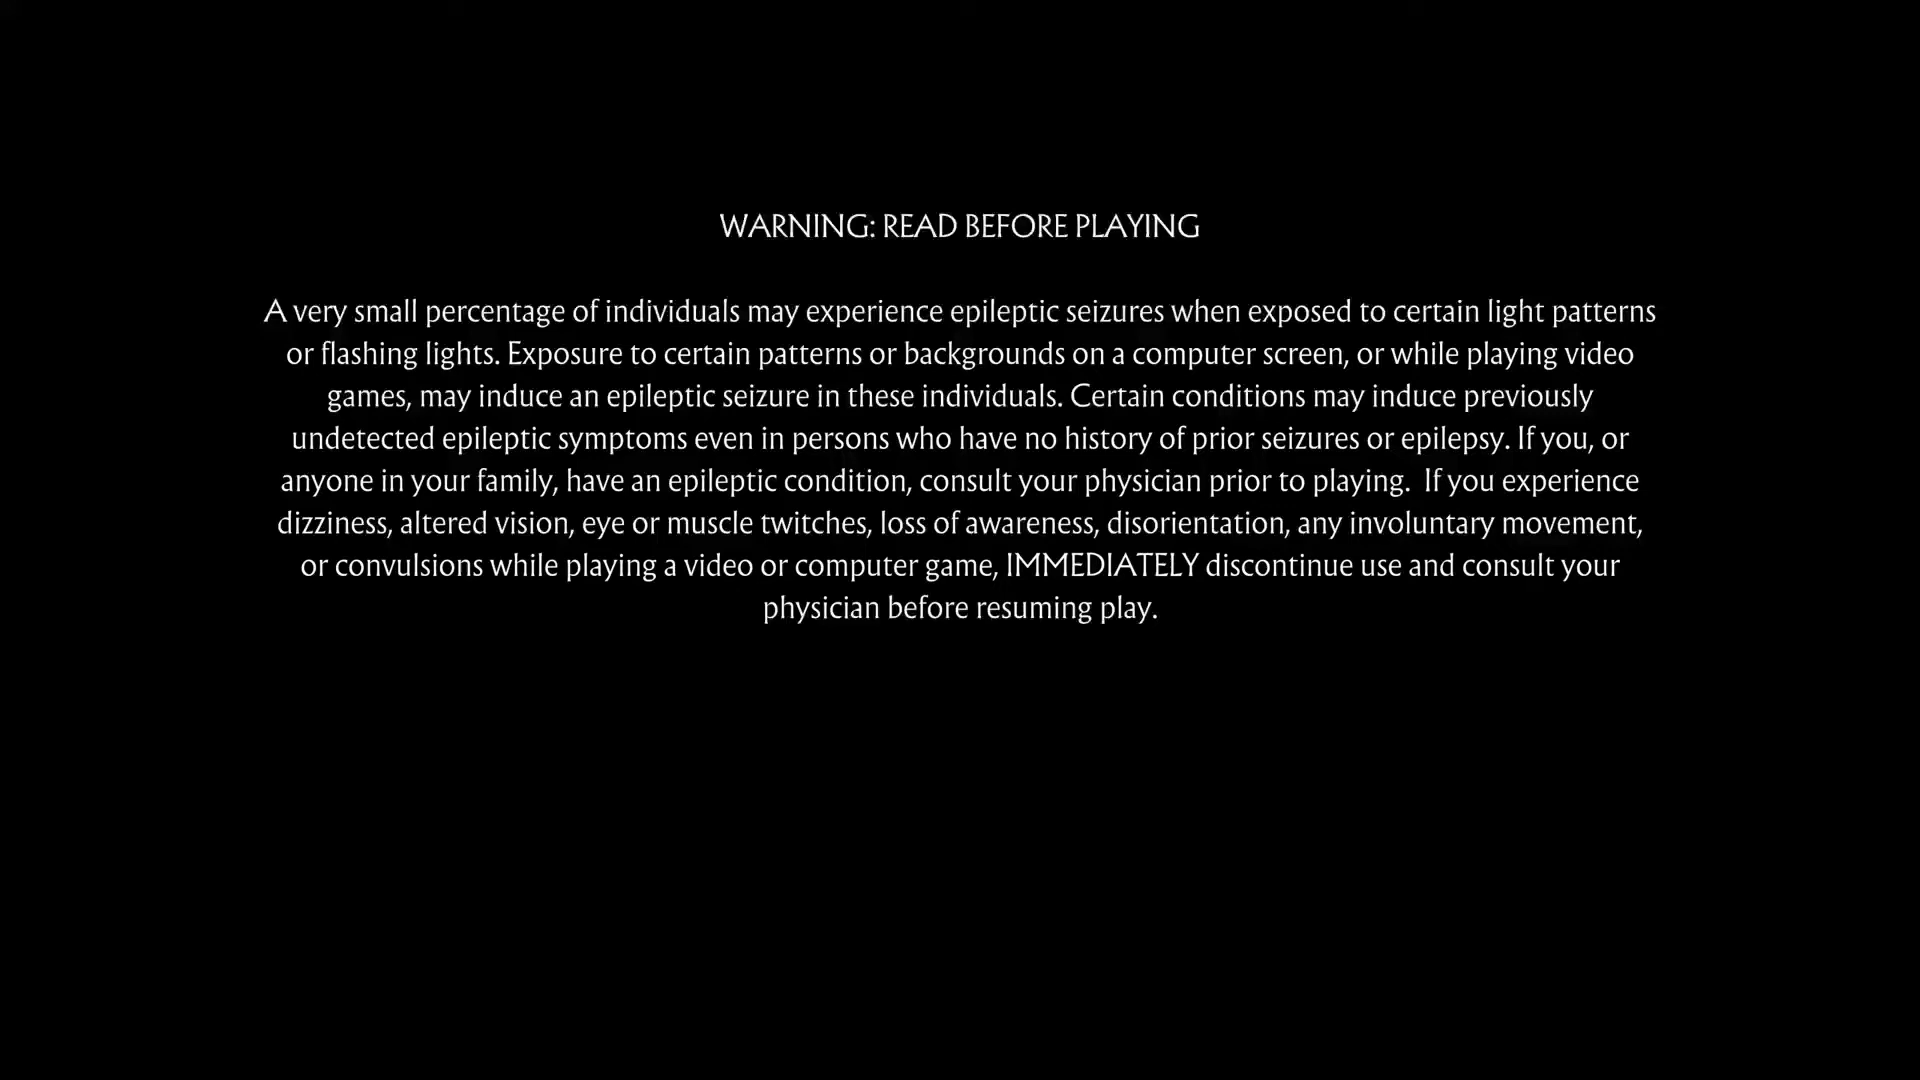 WARNING: READ BEFORE PLAYING
A very small percentage of individuals may experience epileptic seizures when exposed to certain light patterns
or flashing lights. Exposure to certain patterns or backgrounds on a computer screen, or while playing video
games, may induce an epileptic seizure in these individuals. Certain conditions may induce previously
undetected epileptic symptoms even in persons who have no history of prior seizures or epilepsy. If you, or
anyone in your family, have an epileptic condition, consult your physician prior to playing.  If you experience
dizziness, altered vision, eye or muscle twitches, loss of awareness, disorientation, any involuntary movement,
or convulsions while playing a video or computer game, IMMEDIATELY discontinue use and consult your
physician before resuming play.